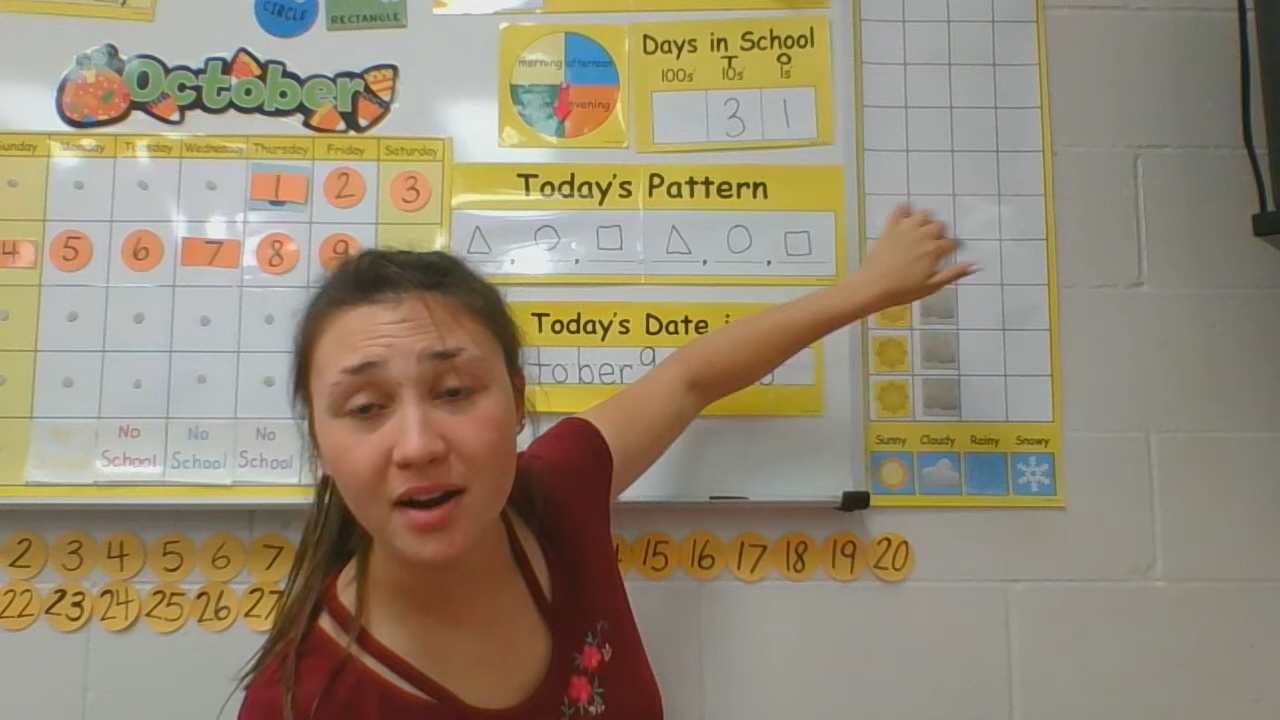 CIRCLE
RECTANGLE
October
morning afternoon
evening
Days in School
T O
100s 10s 1s
3 1
Sunday Monday Tuesday Wednesday Thursday Friday Saturday
1 2 3
4 5 6 7 8 9
No School No School No School
Today's Pattern
, , , ,
Today's Date
tober 9
Sunny Cloudy Rainy Snowy
2 3 4 5 6 7 15 16 17 18 19 20
22 23 24 25 26 27